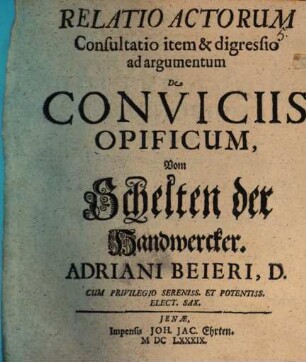 RELATIO ACTORUM
5.
Consultatio item & digressio
ad argumentum
De
CONVICIIS
OPIFICUM,
Vom
Schelten der
Handwercker.
ADRIANI BEIERI, D.
CUM PRIVILEGIO SERENISS. ET POTENTISS.
ELECT. SAX.
JENÆ,
Impensis JOH. JAC. Ehrten.
M DC LXXXIX.